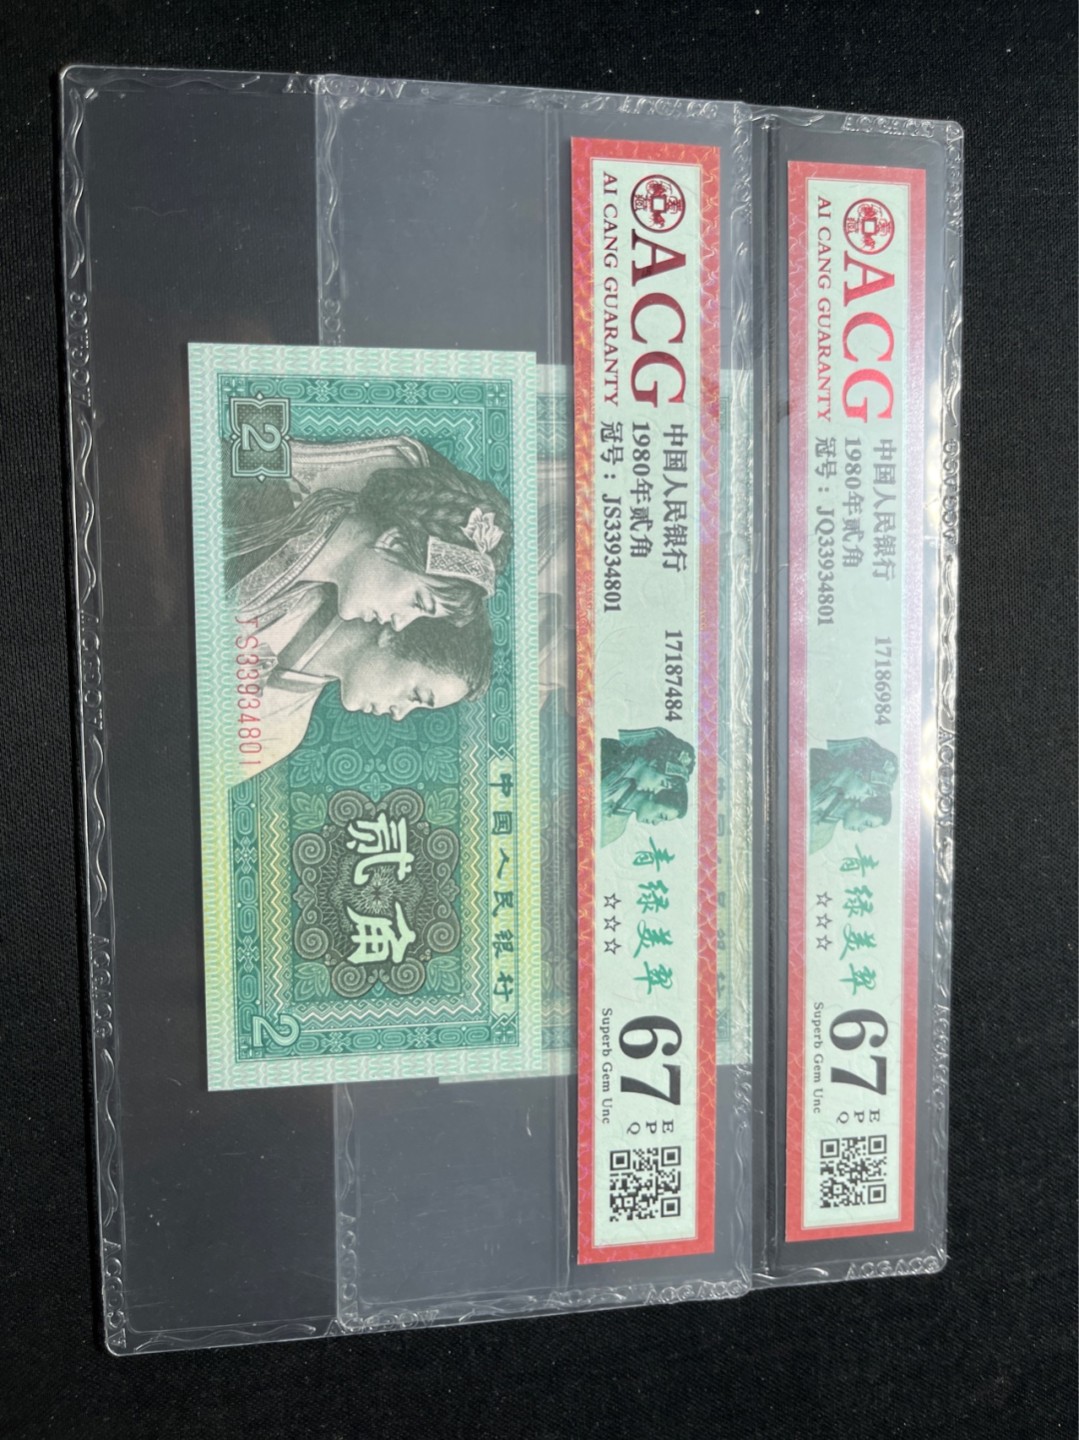 ACG
AI CANG GUARANTY
中国人民银行
1980年贰角
冠号：JQ33934801
17186984
青绿美翠
☆☆☆
67
EPQ
Superb Gem Unc
ACG
AI CANG GUARANTY
中国人民银行
1980年贰角
冠号：JS33934801
17187484
青绿美翠
☆☆☆
67
EPQ
Superb Gem Unc
中国人民银行
贰角
2
2
JS33934801